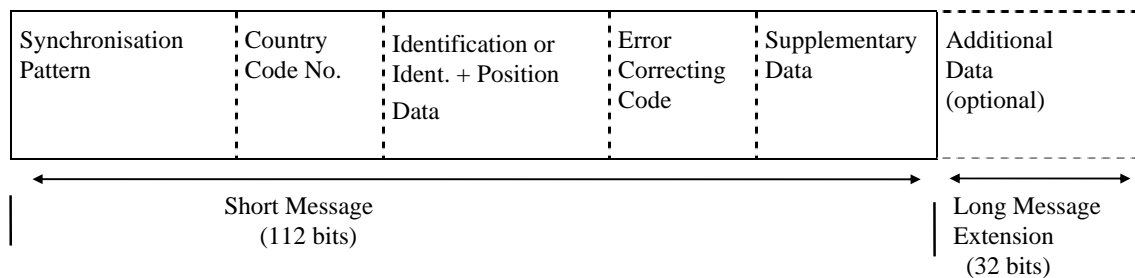 Synchronisation
Pattern
Country
Code No.
Identification or
Ident. + Position
Data
Error
Correcting
Code
Supplementary
Data
Additional
Data
(optional)
Short Message
(112 bits)
Long Message
Extension
(32 bits)